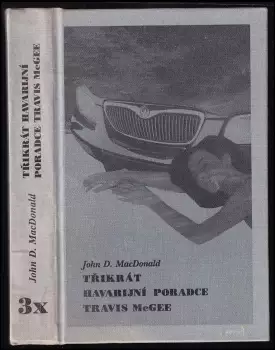 TŘIKRÁT HAVARIJNÍ
PORADCE TRAVIS McGEE
John D. MacDonald
3x
John D. MacDonald
TŘIKRÁT
HAVARIJNÍ PORADCE
TRAVIS McGEE